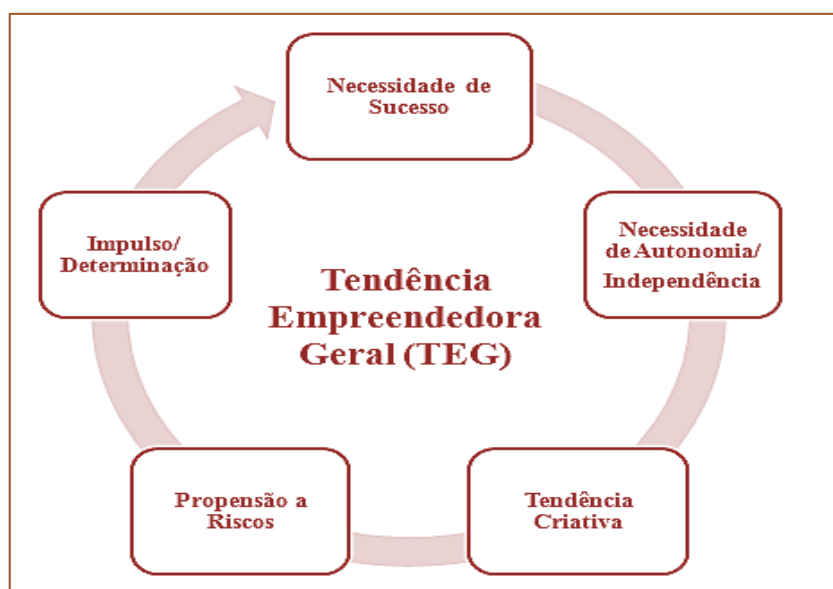 Necessidade de
Sucesso
Necessidade
de Autonomia/
Independência
Tendência
Criativa
Propensão a
Riscos
Impulso/
Determinação
Tendência
Empreendedora
Geral (TEG)